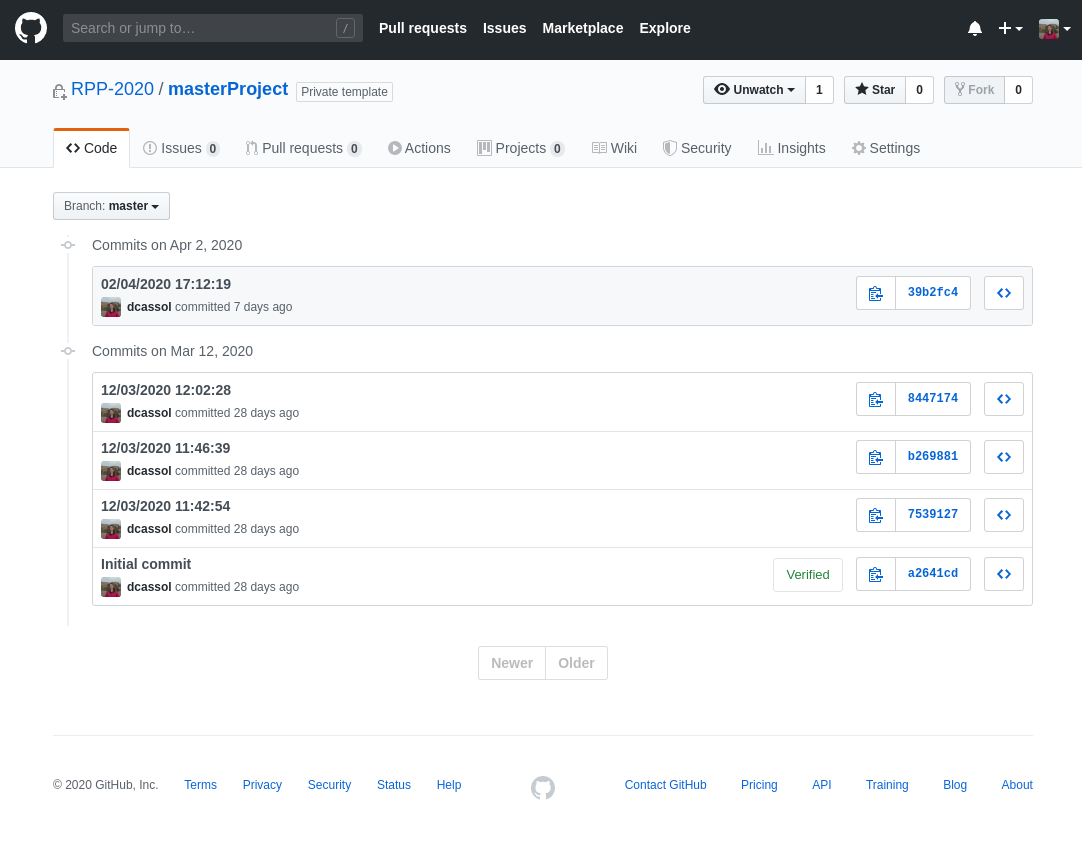 Search or jump to… / Pull requests Issues Marketplace Explore
RPP-2020 / masterProject Private template Unwatch 1 Star 0 Fork 0
Code Issues 0 Pull requests 0 Actions Projects 0 Wiki Security Insights Settings
Branch: master
Commits on Apr 2, 2020
02/04/2020 17:12:19
dcassol committed 7 days ago
39b2fc4
Commits on Mar 12, 2020
12/03/2020 12:02:28
dcassol committed 28 days ago
8447174
12/03/2020 11:46:39
dcassol committed 28 days ago
b269881
12/03/2020 11:42:54
dcassol committed 28 days ago
7539127
Initial commit
dcassol committed 28 days ago
Verified a2641cd
Newer Older
© 2020 GitHub, Inc. Terms Privacy Security Status Help Contact GitHub Pricing API Training Blog About